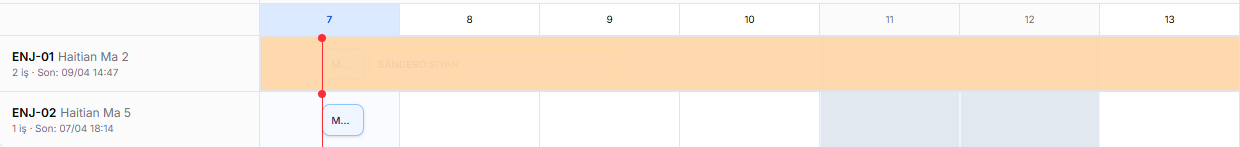 7 8 9 10 11 12 13
ENJ-01 Haitian Ma 2
2 iş · Son: 09/04 14:47
M... SANDERO SİYAH
ENJ-02 Haitian Ma 5
1 iş · Son: 07/04 18:14
M...